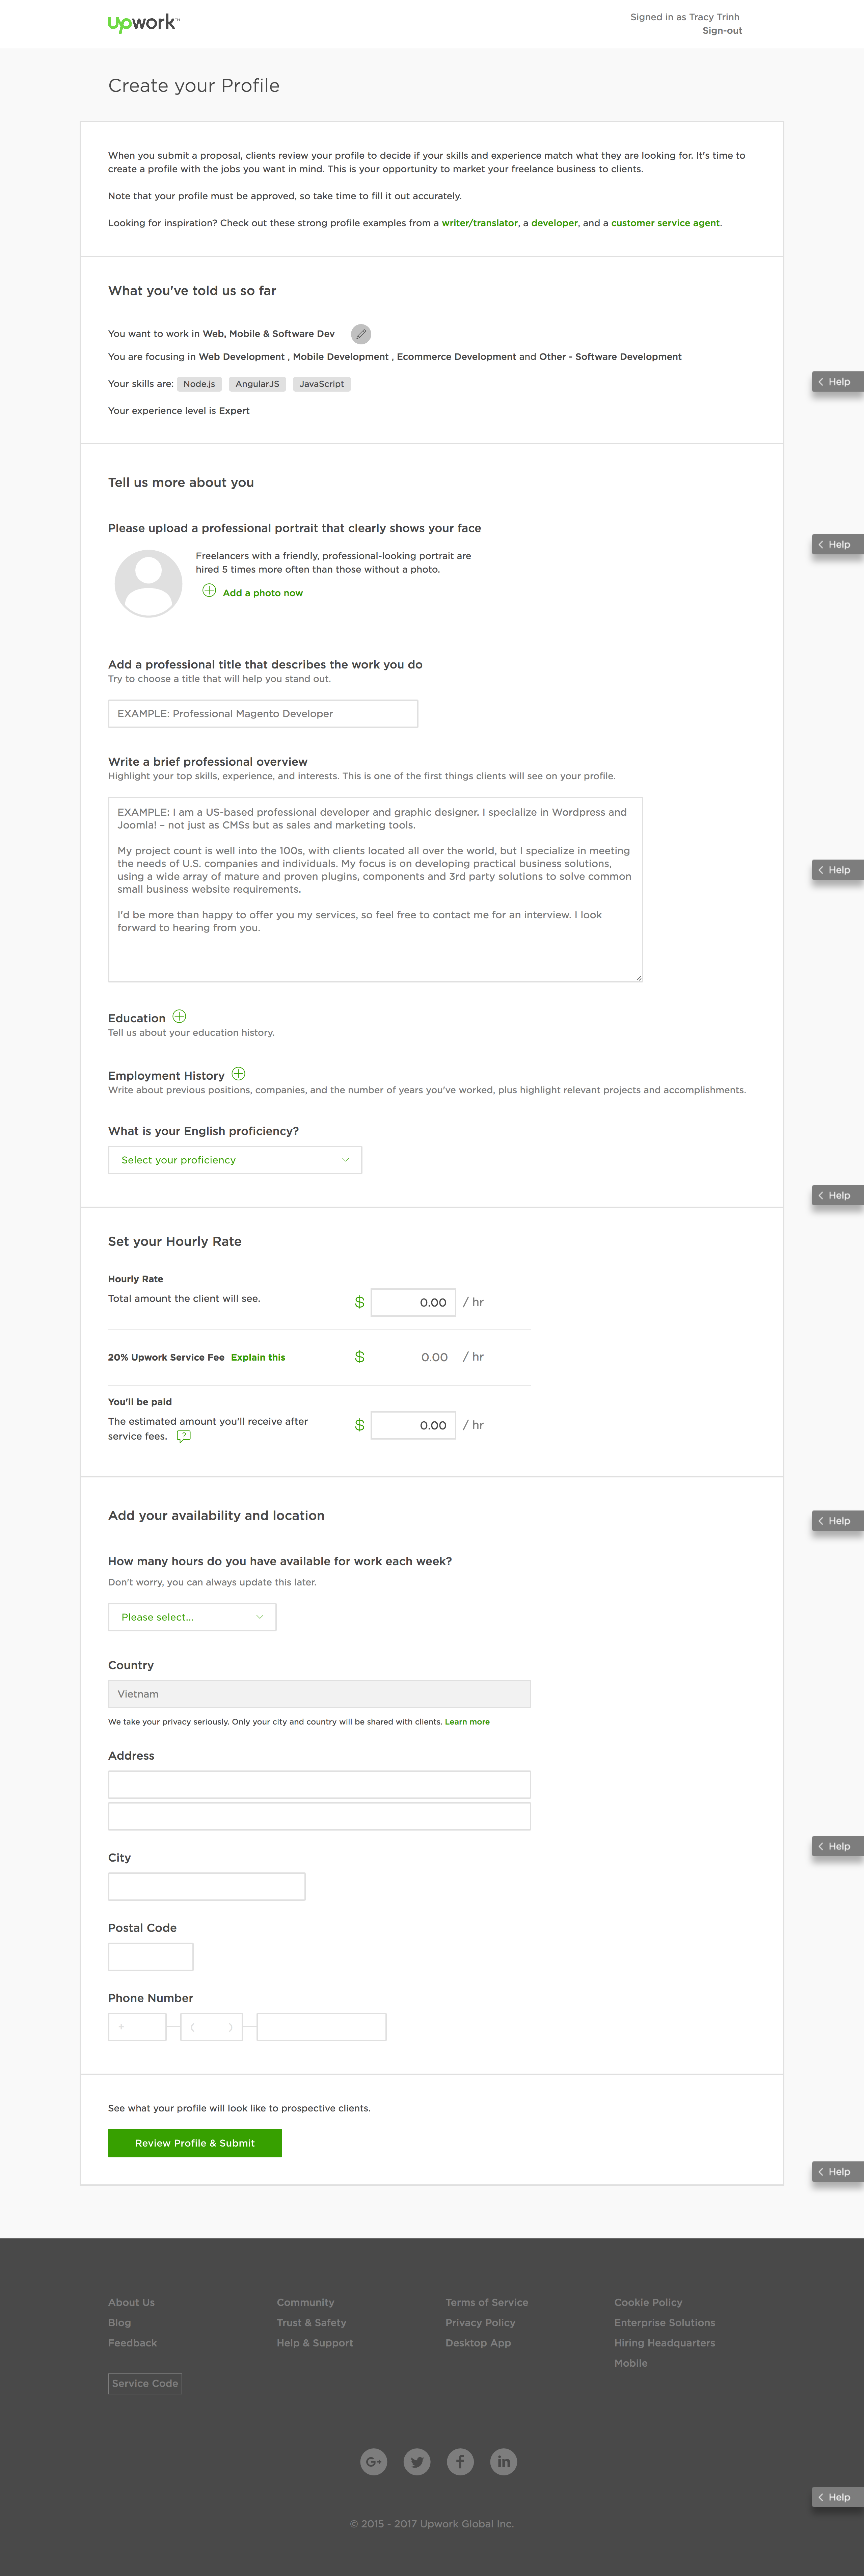 upwork™
Signed in as Tracy Trinh
Sign-out
Create your Profile
When you submit a proposal, clients review your profile to decide if your skills and experience match what they are looking for. It's time to
create a profile with the jobs you want in mind. This is your opportunity to market your freelance business to clients.
Note that your profile must be approved, so take time to fill it out accurately.
Looking for inspiration? Check out these strong profile examples from a writer/translator, a developer, and a customer service agent.
What you've told us so far
You want to work in Web, Mobile & Software Dev
You are focusing in Web Development , Mobile Development , Ecommerce Development and Other - Software Development
Help
Your skills are: Node.js AngularJS JavaScript
Your experience level is Expert
Tell us more about you
Please upload a professional portrait that clearly shows your face
Help
Freelancers with a friendly, professional-looking portrait are
hired 5 times more often than those without a photo.
Add a photo now
Add a professional title that describes the work you do
Try to choose a title that will help you stand out.
EXAMPLE: Professional Magento Developer
Write a brief professional overview
Highlight your top skills, experience, and interests. This is one of the first things clients will see on your profile.
EXAMPLE: I am a US-based professional developer and graphic designer. I specialize in Wordpress and
Joomla! – not just as CMSs but as sales and marketing tools.
My project count is well into the 100s, with clients located all over the world, but I specialize in meeting
the needs of U.S. companies and individuals. My focus is on developing practical business solutions,
Help
using a wide array of mature and proven plugins, components and 3rd party solutions to solve common
small business website requirements.
I'd be more than happy to offer you my services, so feel free to contact me for an interview. I look
forward to hearing from you.
Education
Tell us about your education history.
Employment History
Write about previous positions, companies, and the number of years you've worked, plus highlight relevant projects and accomplishments.
What is your English proficiency?
Select your proficiency
Help
Set your Hourly Rate
Hourly Rate
Total amount the client will see.
$ 0.00 / hr
20% Upwork Service Fee Explain this
$ 0.00 / hr
You'll be paid
The estimated amount you'll receive after
service fees. ?
$ 0.00 / hr
Add your availability and location
Help
How many hours do you have available for work each week?
Don't worry, you can always update this later.
Please select...
Country
Vietnam
We take your privacy seriously. Only your city and country will be shared with clients. Learn more
Address
Help
City
Postal Code
Phone Number
+ ( )
See what your profile will look like to prospective clients.
Review Profile & Submit
Help
About Us
Community
Terms of Service
Cookie Policy
Blog
Trust & Safety
Privacy Policy
Enterprise Solutions
Feedback
Help & Support
Desktop App
Hiring Headquarters
Mobile
Service Code
G+ f in
Help
© 2015 - 2017 Upwork Global Inc.